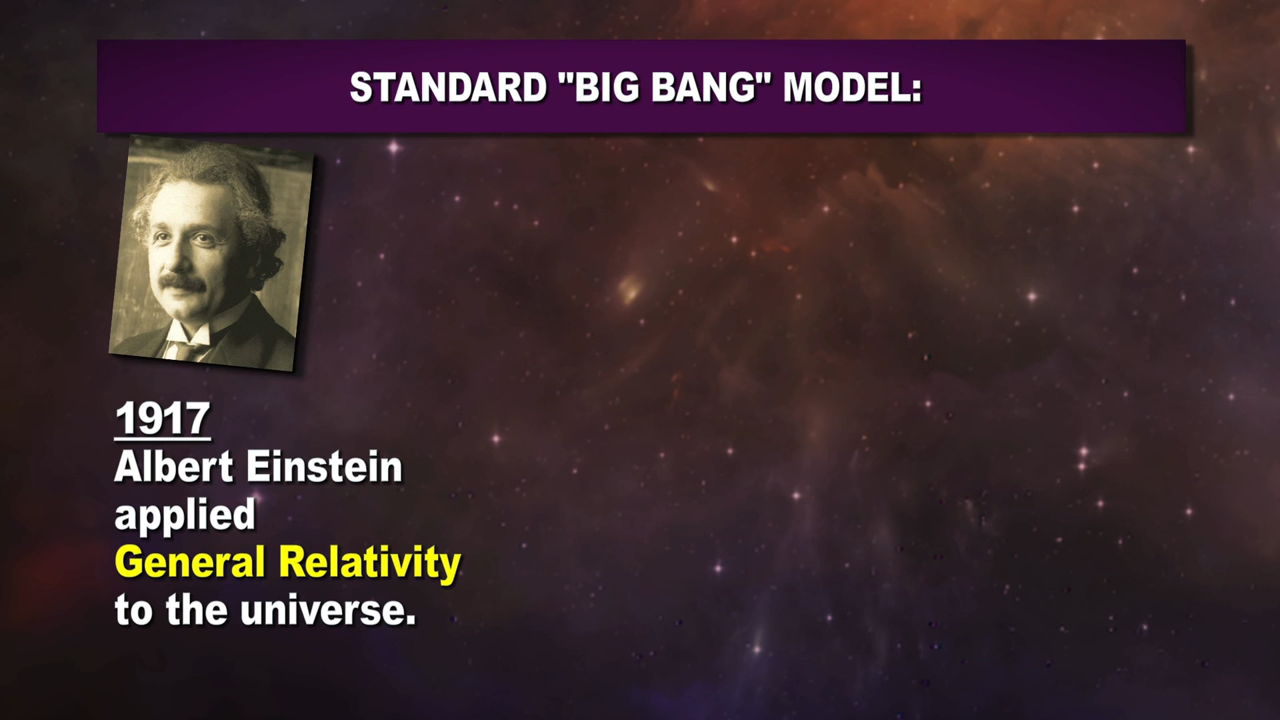 STANDARD "BIG BANG" MODEL:
1917
Albert Einstein
applied
General Relativity
to the universe.